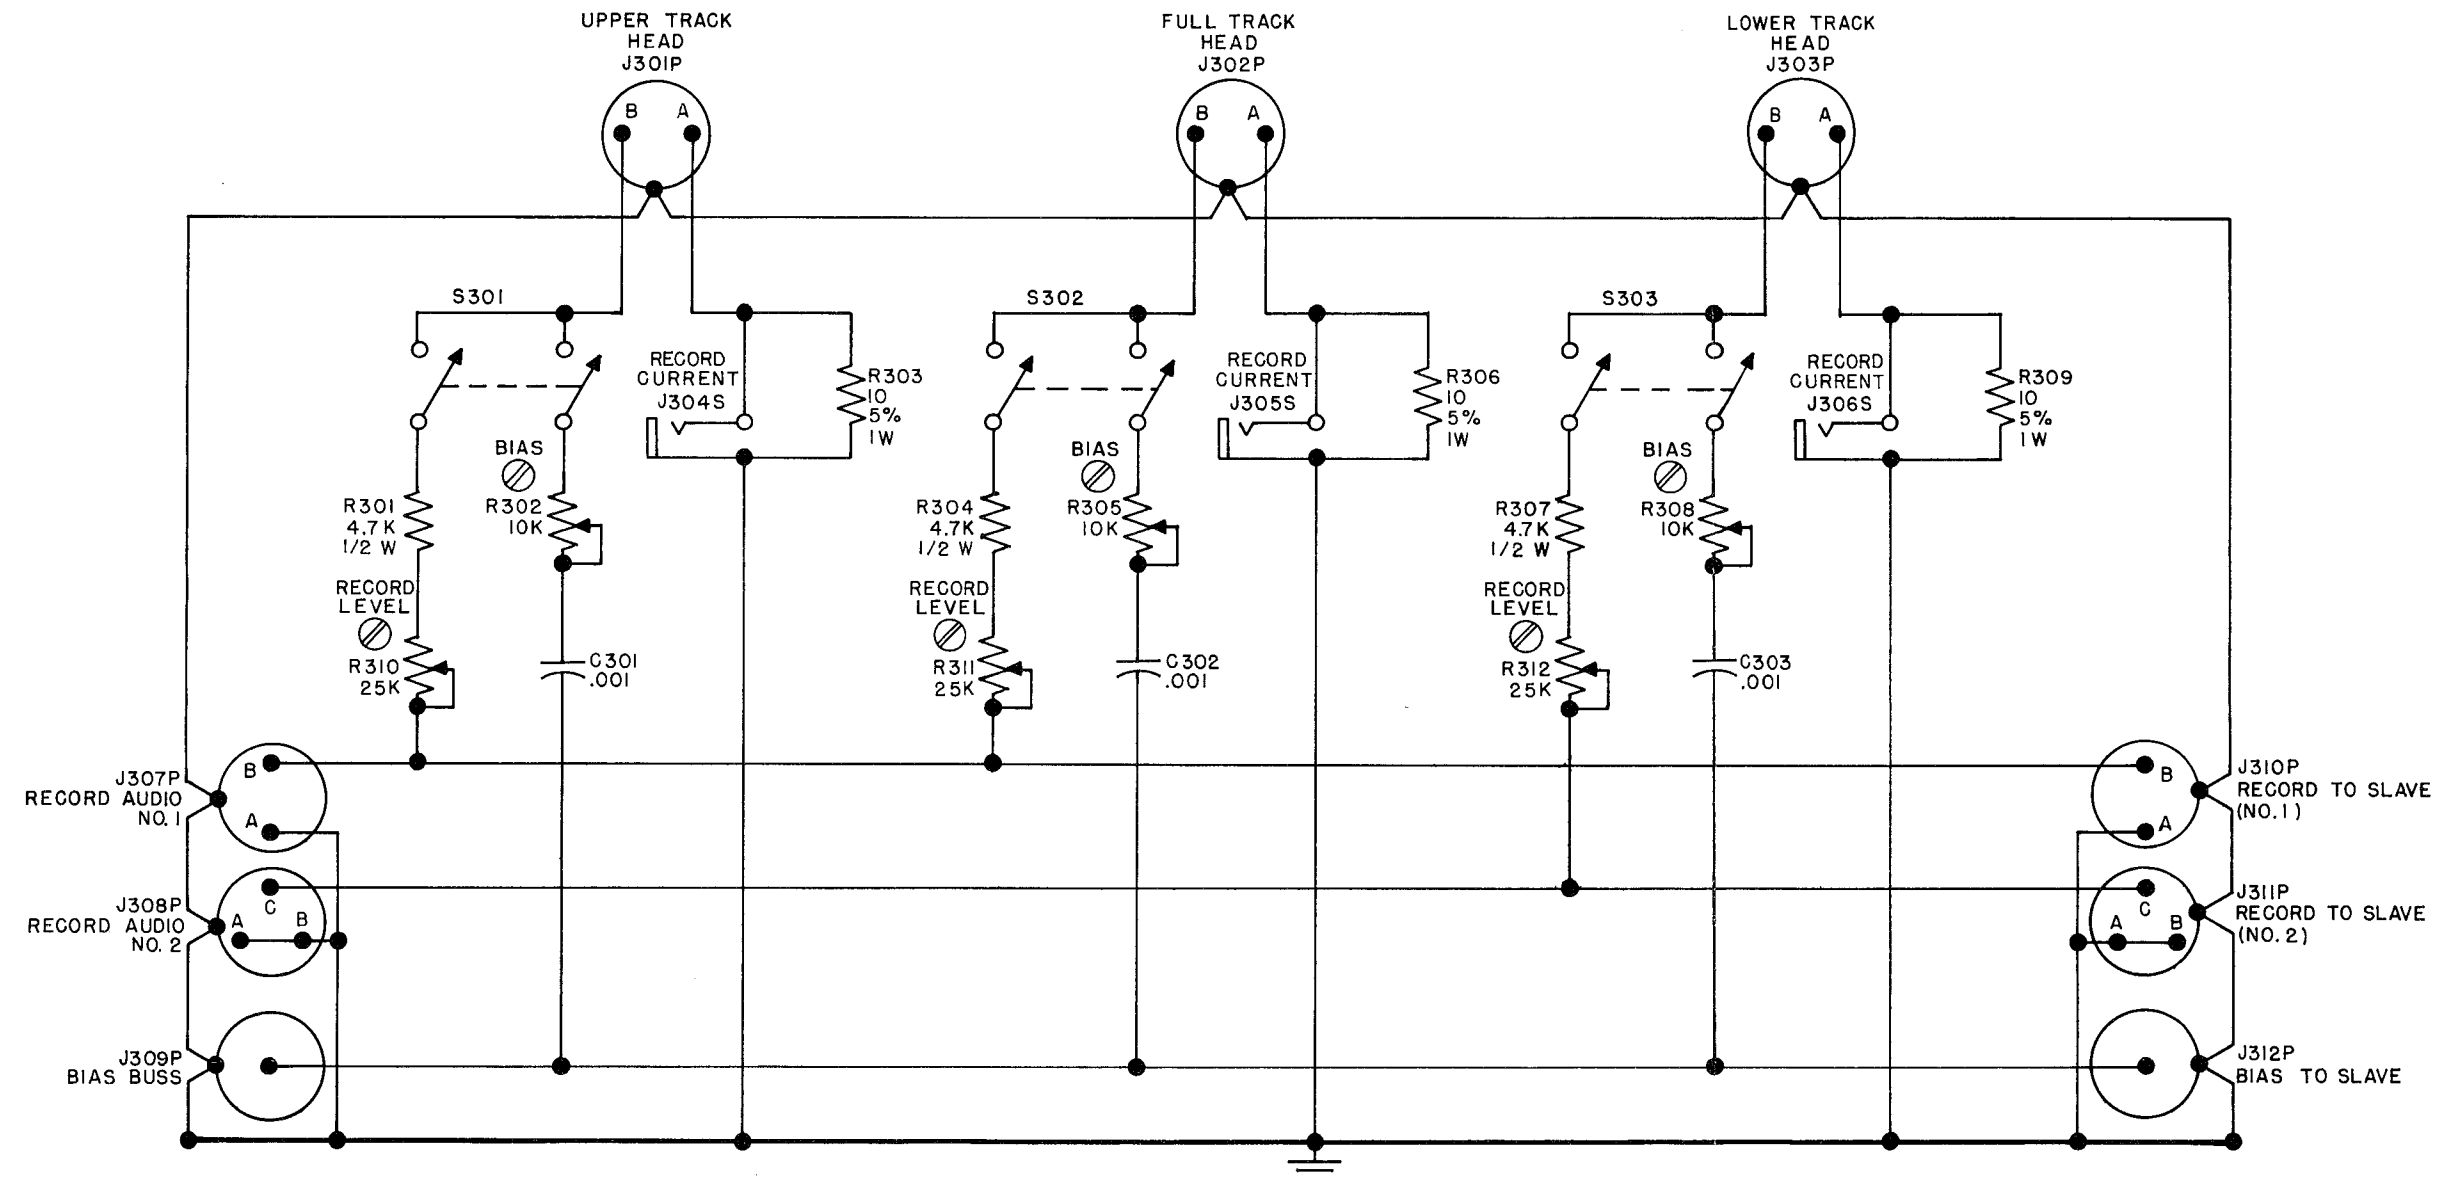 UPPER TRACK
HEAD
J301P
B A
FULL TRACK
HEAD
J302P
B A
LOWER TRACK
HEAD
J303P
B A
S301
RECORD
CURRENT
J304S
R303
10
5%
1W
BIAS
R302
10K
R301
4.7K
1/2 W
RECORD
LEVEL
R310
25K
C301
.001
S302
RECORD
CURRENT
J305S
R306
10
5%
1W
BIAS
R305
10K
R304
4.7K
1/2 W
RECORD
LEVEL
R311
25K
C302
.001
S303
RECORD
CURRENT
J306S
R309
10
5%
1W
BIAS
R308
10K
R307
4.7K
1/2 W
RECORD
LEVEL
R312
25K
C303
.001
J307P
RECORD AUDIO
NO. 1
B
A
J308P
RECORD AUDIO
NO. 2
C
A B
J309P
BIAS BUSS
B
A
J310P
RECORD TO SLAVE
(NO. 1)
C
A B
J311P
RECORD TO SLAVE
(NO. 2)
J312P
BIAS TO SLAVE